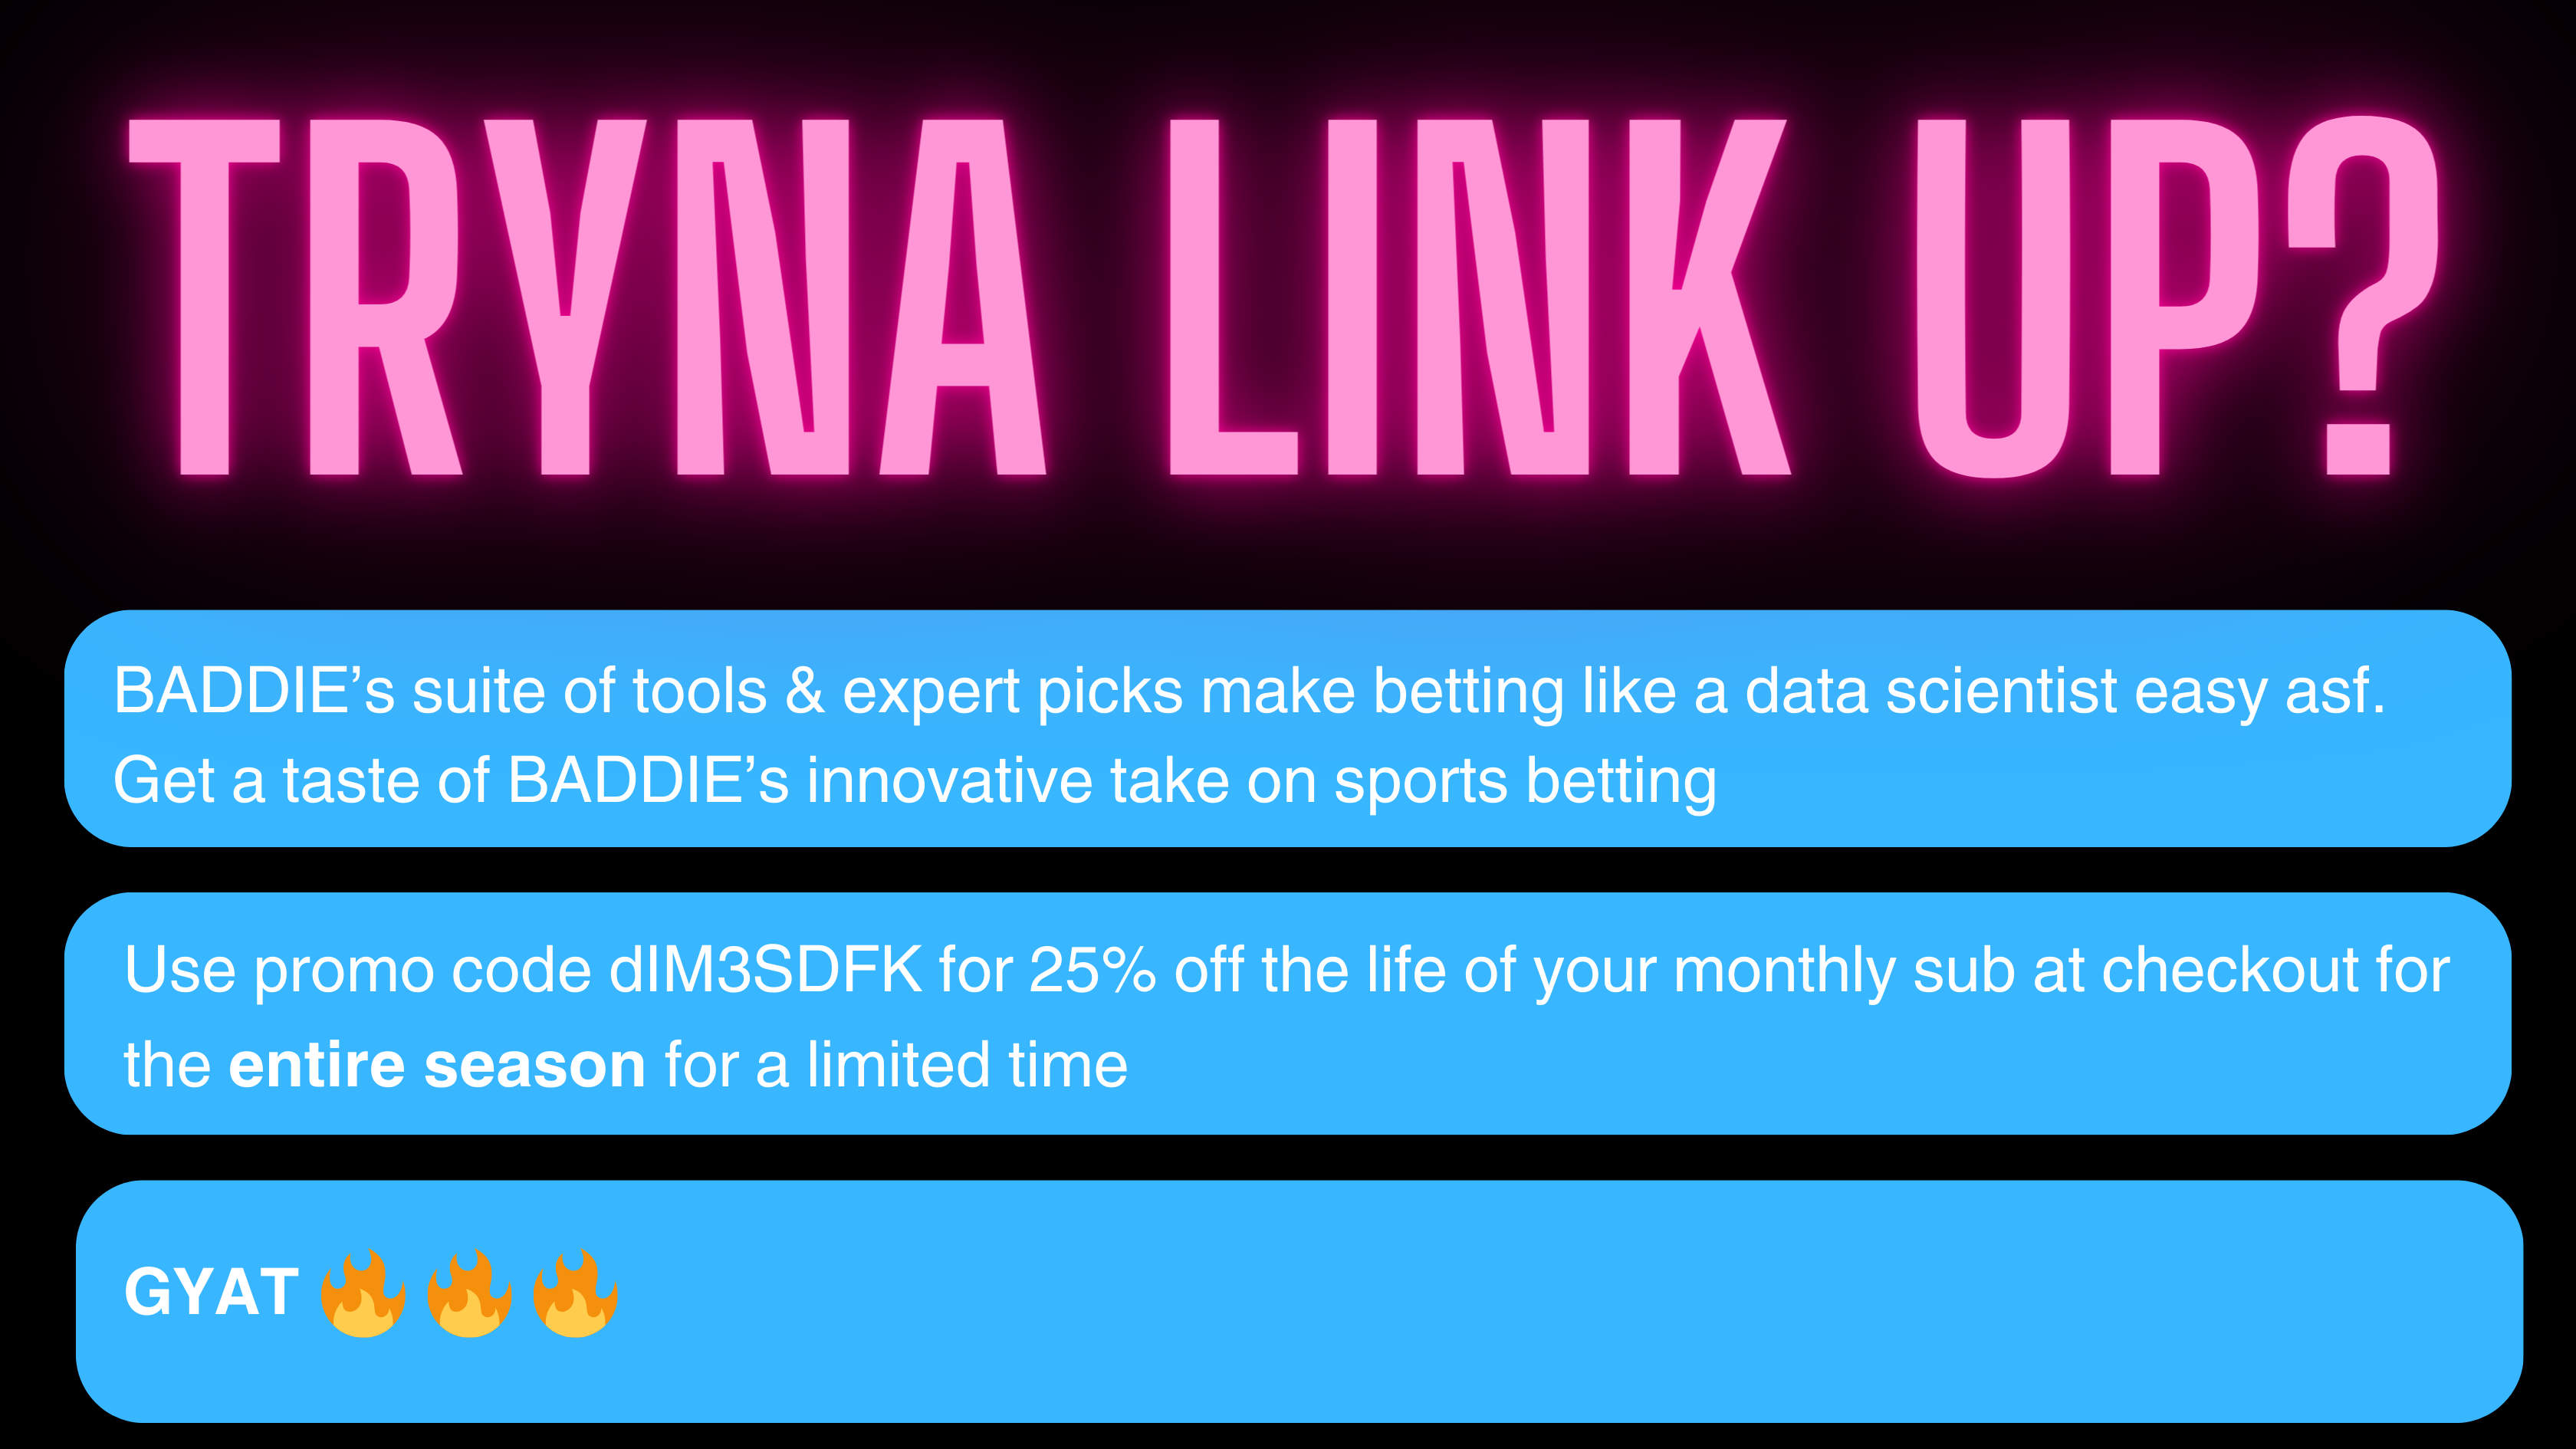 TRYNA LINK UP?
BADDIE’s suite of tools & expert picks make betting like a data scientist easy asf.
Get a taste of BADDIE’s innovative take on sports betting
Use promo code dIM3SDFK for 25% off the life of your monthly sub at checkout for
the entire season for a limited time
GYAT 🔥🔥🔥